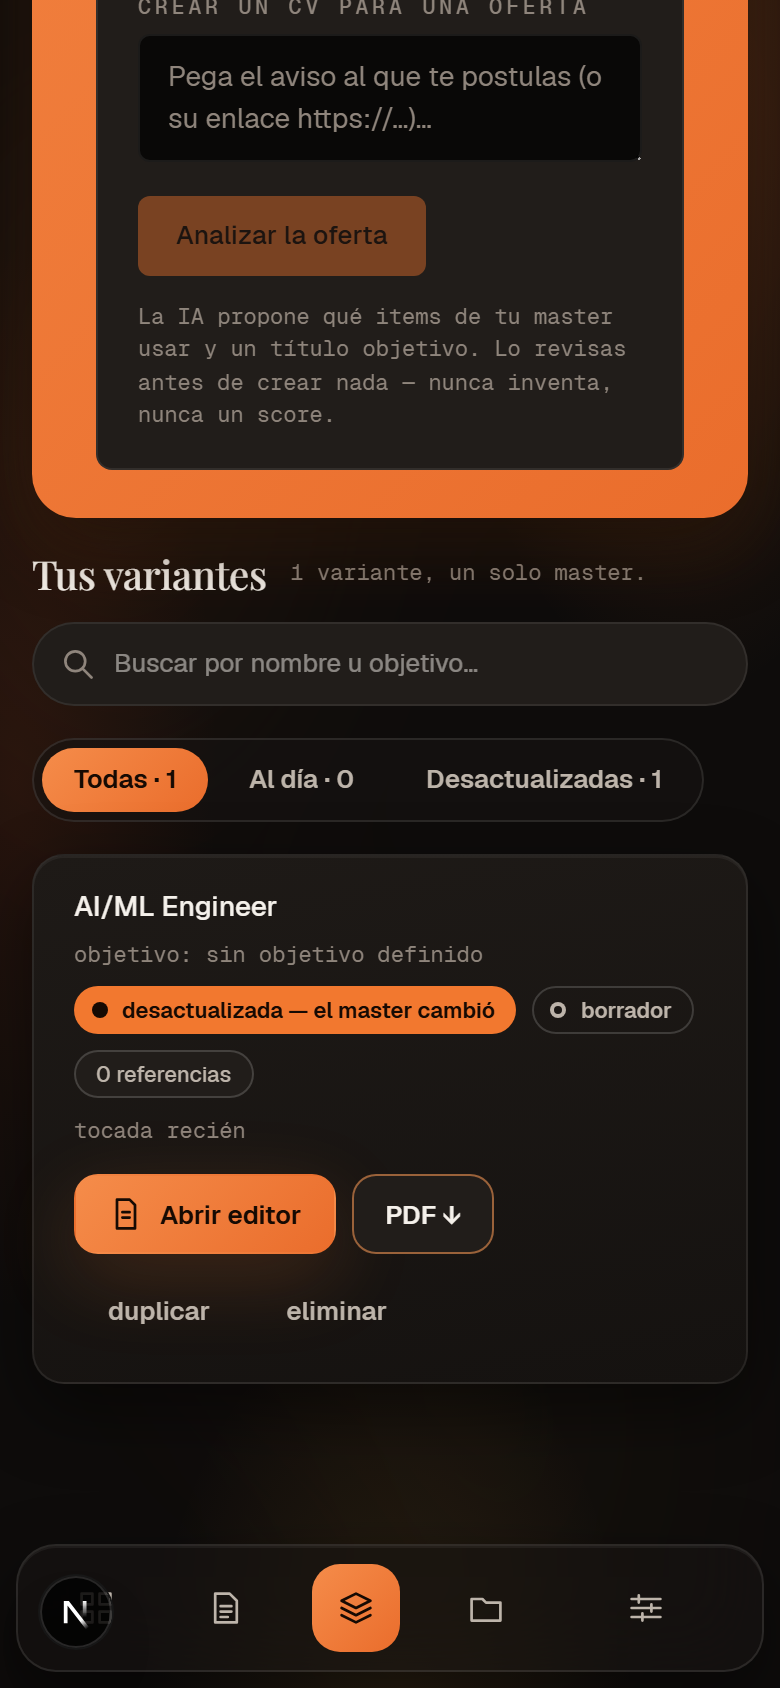 CREAR UN CV PARA UNA OFERTA
Pega el aviso al que te postulas (o
su enlace https://…)…
Analizar la oferta
La IA propone qué items de tu master
usar y un título objetivo. Lo revisas
antes de crear nada — nunca inventa,
nunca un score.
Tus variantes 1 variante, un solo master.
Buscar por nombre u objetivo…
Todas · 1 Al día · 0 Desactualizadas · 1
AI/ML Engineer
objetivo: sin objetivo definido
desactualizada — el master cambió borrador
0 referencias
tocada recién
Abrir editor PDF ↓
duplicar eliminar
N